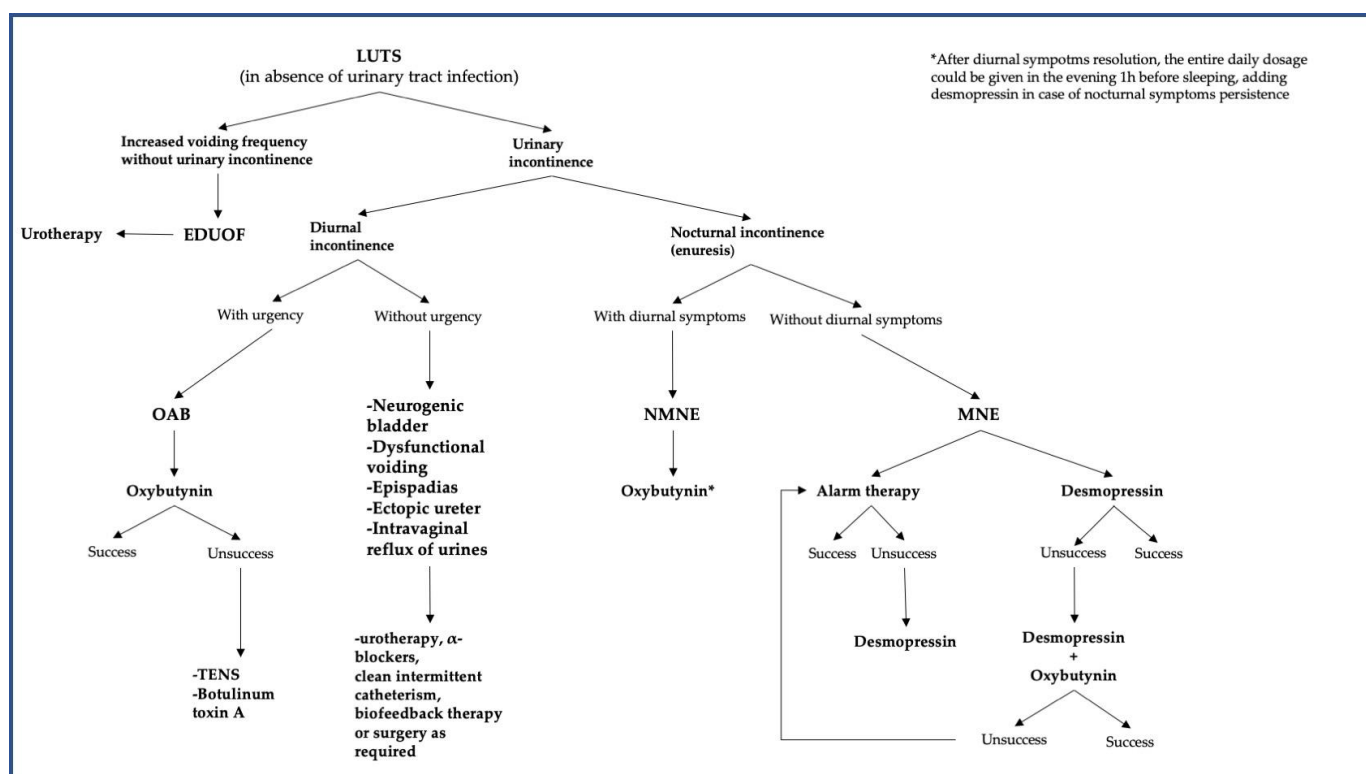 LUTS
(in absence of urinary tract infection)
*After diurnal sympotms resolution, the entire daily dosage
could be given in the evening 1h before sleeping, adding
desmopressin in case of nocturnal symptoms persistence
Increased voiding frequency
without urinary incontinence
Urinary
incontinence
Urotherapy
EDUOF
Diurnal
incontinence
Nocturnal incontinence
(enuresis)
With urgency
Without urgency
With diurnal symptoms
Without diurnal symptoms
OAB
-Neurogenic
bladder
-Dysfunctional
voiding
-Epispadias
-Ectopic ureter
-Intravaginal
reflux of urines
NMNE
MNE
Oxybutynin
Oxybutynin*
Alarm therapy
Desmopressin
Success
Unsuccess
Success
Unsuccess
Unsuccess
Success
-TENS
-Botulinum
toxin A
-urotherapy, α-
blockers,
clean intermittent
catheterism,
biofeedback therapy
or surgery as
required
Desmopressin
Desmopressin
+
Oxybutynin
Unsuccess
Success